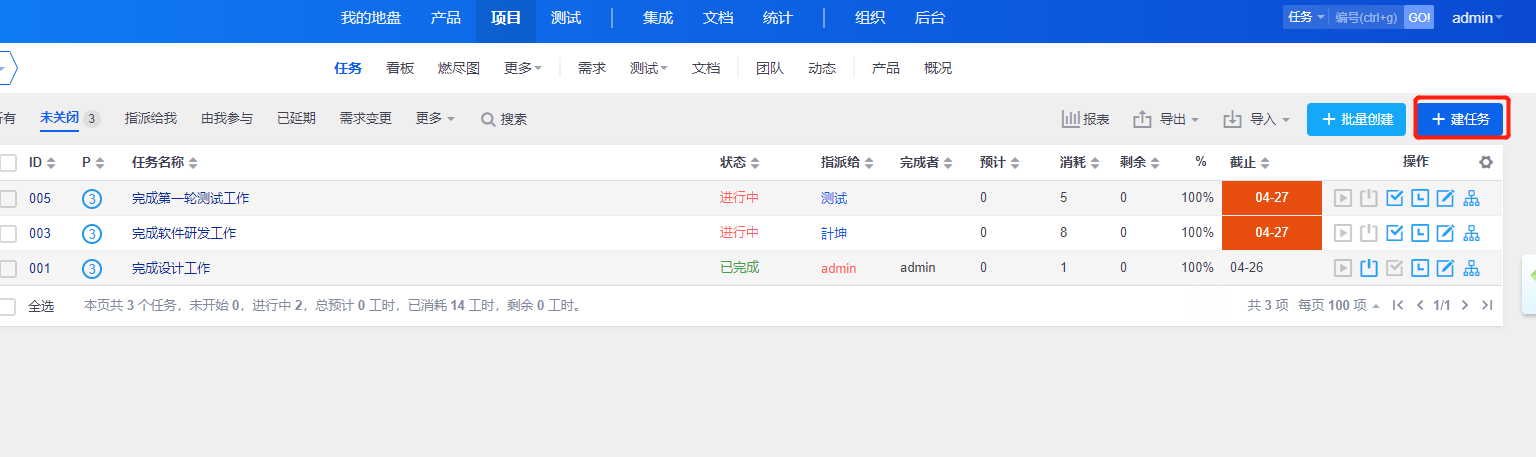 我的地盘 产品 项目 测试 集成 文档 统计 组织 后台 任务 编号(ctrl+g) GO! admin
任务 看板 燃尽图 更多 需求 测试 文档 团队 动态 产品 概况
所有 未关闭 3 指派给我 由我参与 已延期 需求变更 更多 搜索 报表 导出 导入 批量创建 建任务
ID P 任务名称 状态 指派给 完成者 预计 消耗 剩余 % 截止 操作
005 3 完成第一轮测试工作 进行中 测试 0 5 0 100% 04-27
003 3 完成软件研发工作 进行中 計坤 0 8 0 100% 04-27
001 3 完成设计工作 已完成 admin admin 0 1 0 100% 04-26
全选 本页共 3 个任务，未开始 0，进行中 2，总预计 0 工时，已消耗 14 工时，剩余 0 工时。 共 3 项 每页 100 项 1/1